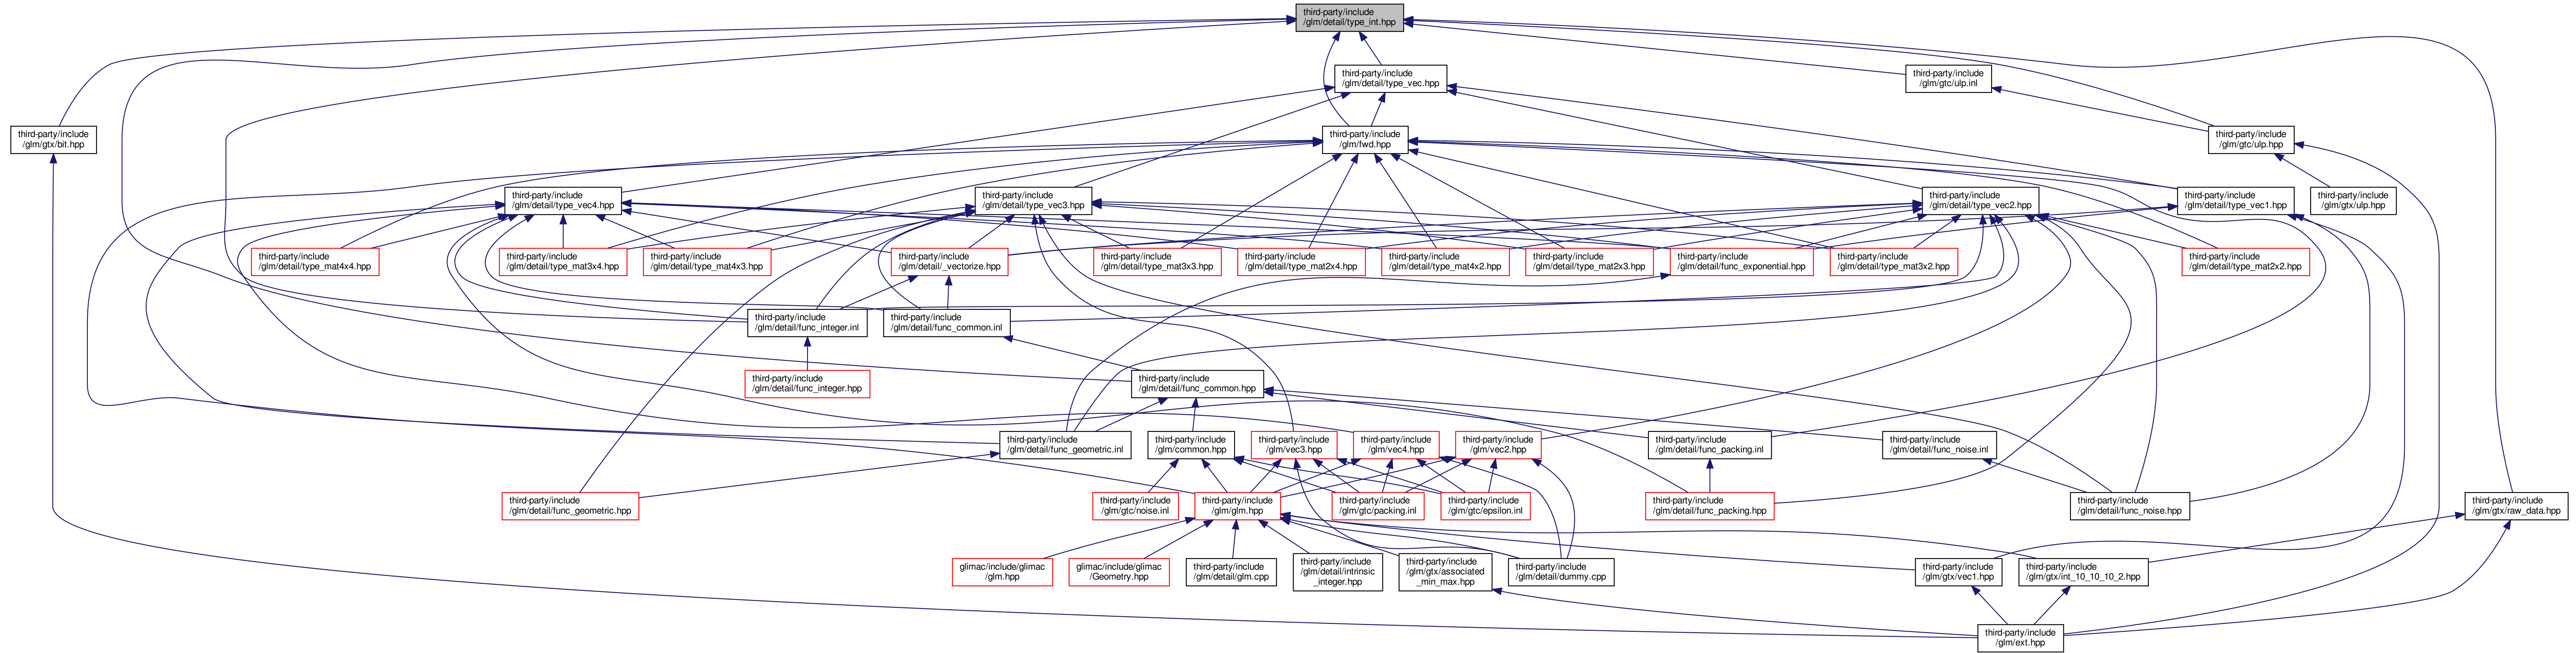 third-party/include
/glm/detail/type_int.hpp
third-party/include
/glm/detail/type_vec.hpp
third-party/include
/glm/gtc/ulp.inl
third-party/include
/glm/gtx/bit.hpp
third-party/include
/glm/fwd.hpp
third-party/include
/glm/gtc/ulp.hpp
third-party/include
/glm/detail/type_vec4.hpp
third-party/include
/glm/detail/type_vec3.hpp
third-party/include
/glm/detail/type_vec2.hpp
third-party/include
/glm/detail/type_vec1.hpp
third-party/include
/glm/gtx/ulp.hpp
third-party/include
/glm/detail/type_mat4x4.hpp
third-party/include
/glm/detail/type_mat3x4.hpp
third-party/include
/glm/detail/type_mat4x3.hpp
third-party/include
/glm/detail/_vectorize.hpp
third-party/include
/glm/detail/type_mat3x3.hpp
third-party/include
/glm/detail/type_mat2x4.hpp
third-party/include
/glm/detail/type_mat4x2.hpp
third-party/include
/glm/detail/type_mat2x3.hpp
third-party/include
/glm/detail/func_exponential.hpp
third-party/include
/glm/detail/type_mat3x2.hpp
third-party/include
/glm/detail/type_mat2x2.hpp
third-party/include
/glm/detail/func_integer.inl
third-party/include
/glm/detail/func_common.inl
third-party/include
/glm/detail/func_integer.hpp
third-party/include
/glm/detail/func_common.hpp
third-party/include
/glm/detail/func_geometric.inl
third-party/include
/glm/common.hpp
third-party/include
/glm/vec3.hpp
third-party/include
/glm/vec4.hpp
third-party/include
/glm/vec2.hpp
third-party/include
/glm/detail/func_packing.inl
third-party/include
/glm/detail/func_noise.inl
third-party/include
/glm/detail/func_geometric.hpp
third-party/include
/glm/gtc/noise.inl
third-party/include
/glm/glm.hpp
third-party/include
/glm/gtc/packing.inl
third-party/include
/glm/gtc/epsilon.inl
third-party/include
/glm/detail/func_packing.hpp
third-party/include
/glm/detail/func_noise.hpp
third-party/include
/glm/gtx/raw_data.hpp
glimac/include/glimac
/glm.hpp
glimac/include/glimac
/Geometry.hpp
third-party/include
/glm/detail/glm.cpp
third-party/include
/glm/detail/intrinsic
_integer.hpp
third-party/include
/glm/gtx/associated
_min_max.hpp
third-party/include
/glm/detail/dummy.cpp
third-party/include
/glm/gtx/vec1.hpp
third-party/include
/glm/gtx/int_10_10_10_2.hpp
third-party/include
/glm/ext.hpp